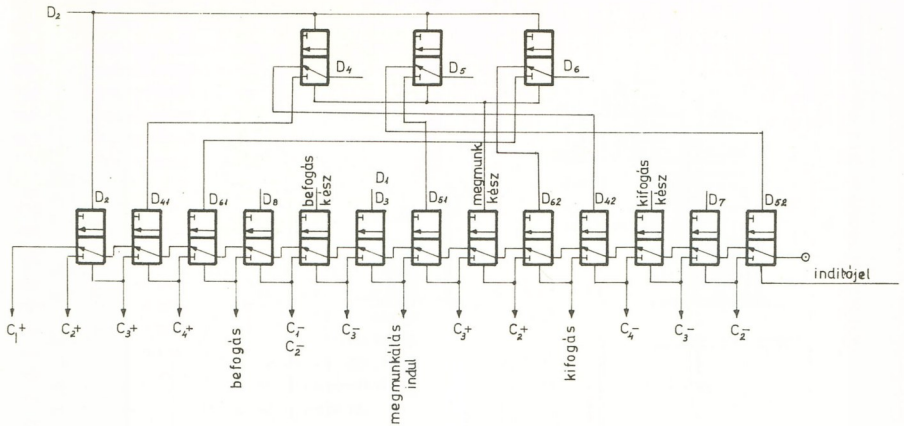 D2
D4
D5
D6
D2
D41
D61
D8
befogás
kész
D1
D3
D51
megmunk.
kész
D62
D42
kifogás
kész
D7
D52
inditójel
C1+
C2+
C3+
C4+
befogás
C1-
C2-
C3-
megmunkálás
indul
C3+
C2+
kifogás
C4-
C3-
C2-